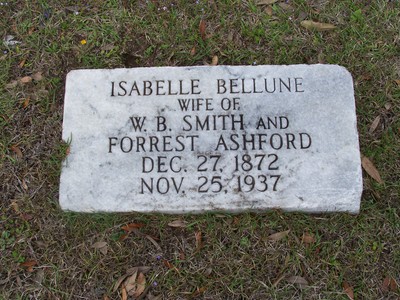 ISABELLE BELLUNE
WIFE OF
W. B. SMITH AND
FORREST ASHFORD
DEC. 27, 1872
NOV. 25, 1937